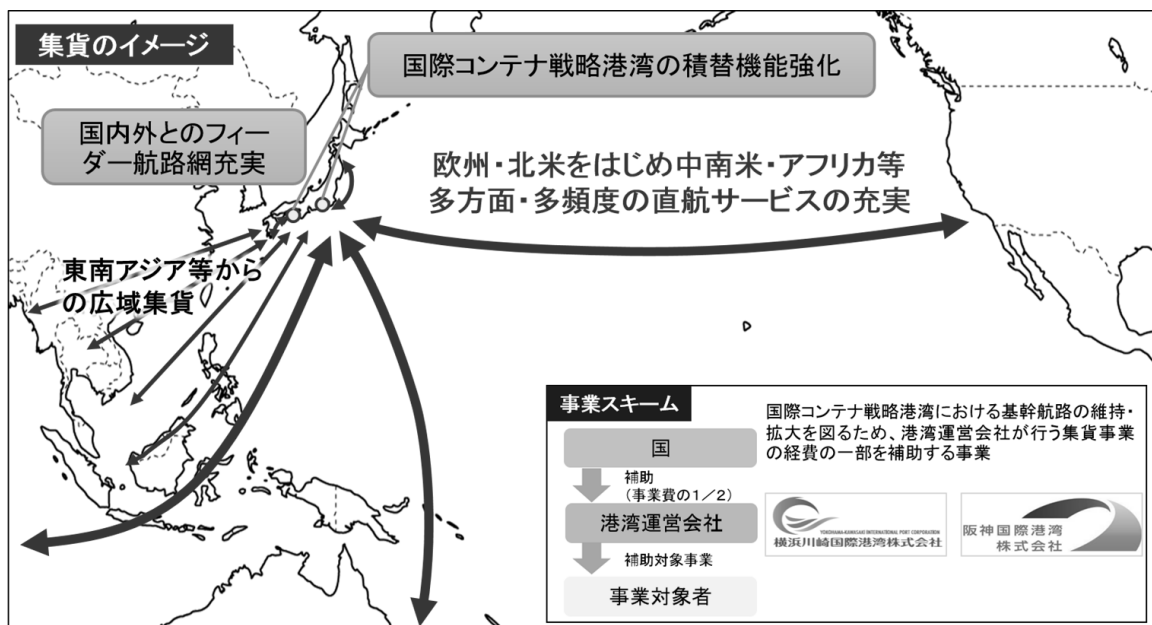 集貨のイメージ
国際コンテナ戦略港湾の積替機能強化
国内外とのフィー
ダー航路網充実
欧州・北米をはじめ中南米・アフリカ等
多方面・多頻度の直航サービスの充実
東南アジア等から
の広域集貨
事業スキーム
国
補助
(事業費の1/2)
港湾運営会社
補助対象事業
事業対象者
国際コンテナ戦略港湾における基幹航路の維持・
拡大を図るため、港湾運営会社が行う集貨事業
の経費の一部を補助する事業
YOKOHAMA-KAWASAKI INTERNATIONAL PORT CORPORATION
横浜川崎国際港湾株式会社
阪神国際港湾
株式会社